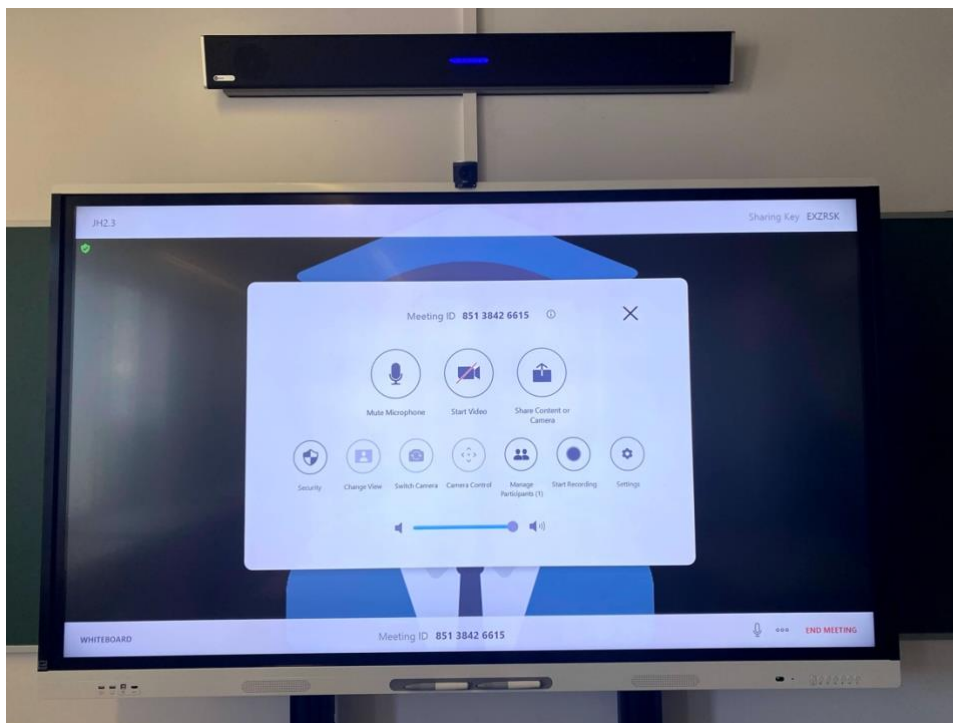 JH2.3
Sharing Key EXZRSK
Meeting ID 851 3842 6615
Mute Microphone
Start Video
Share Content or
Camera
Security
Change View
Switch Camera
Camera Control
Manage
Participants (1)
Start Recording
Settings
WHITEBOARD
Meeting ID 851 3842 6615
END MEETING